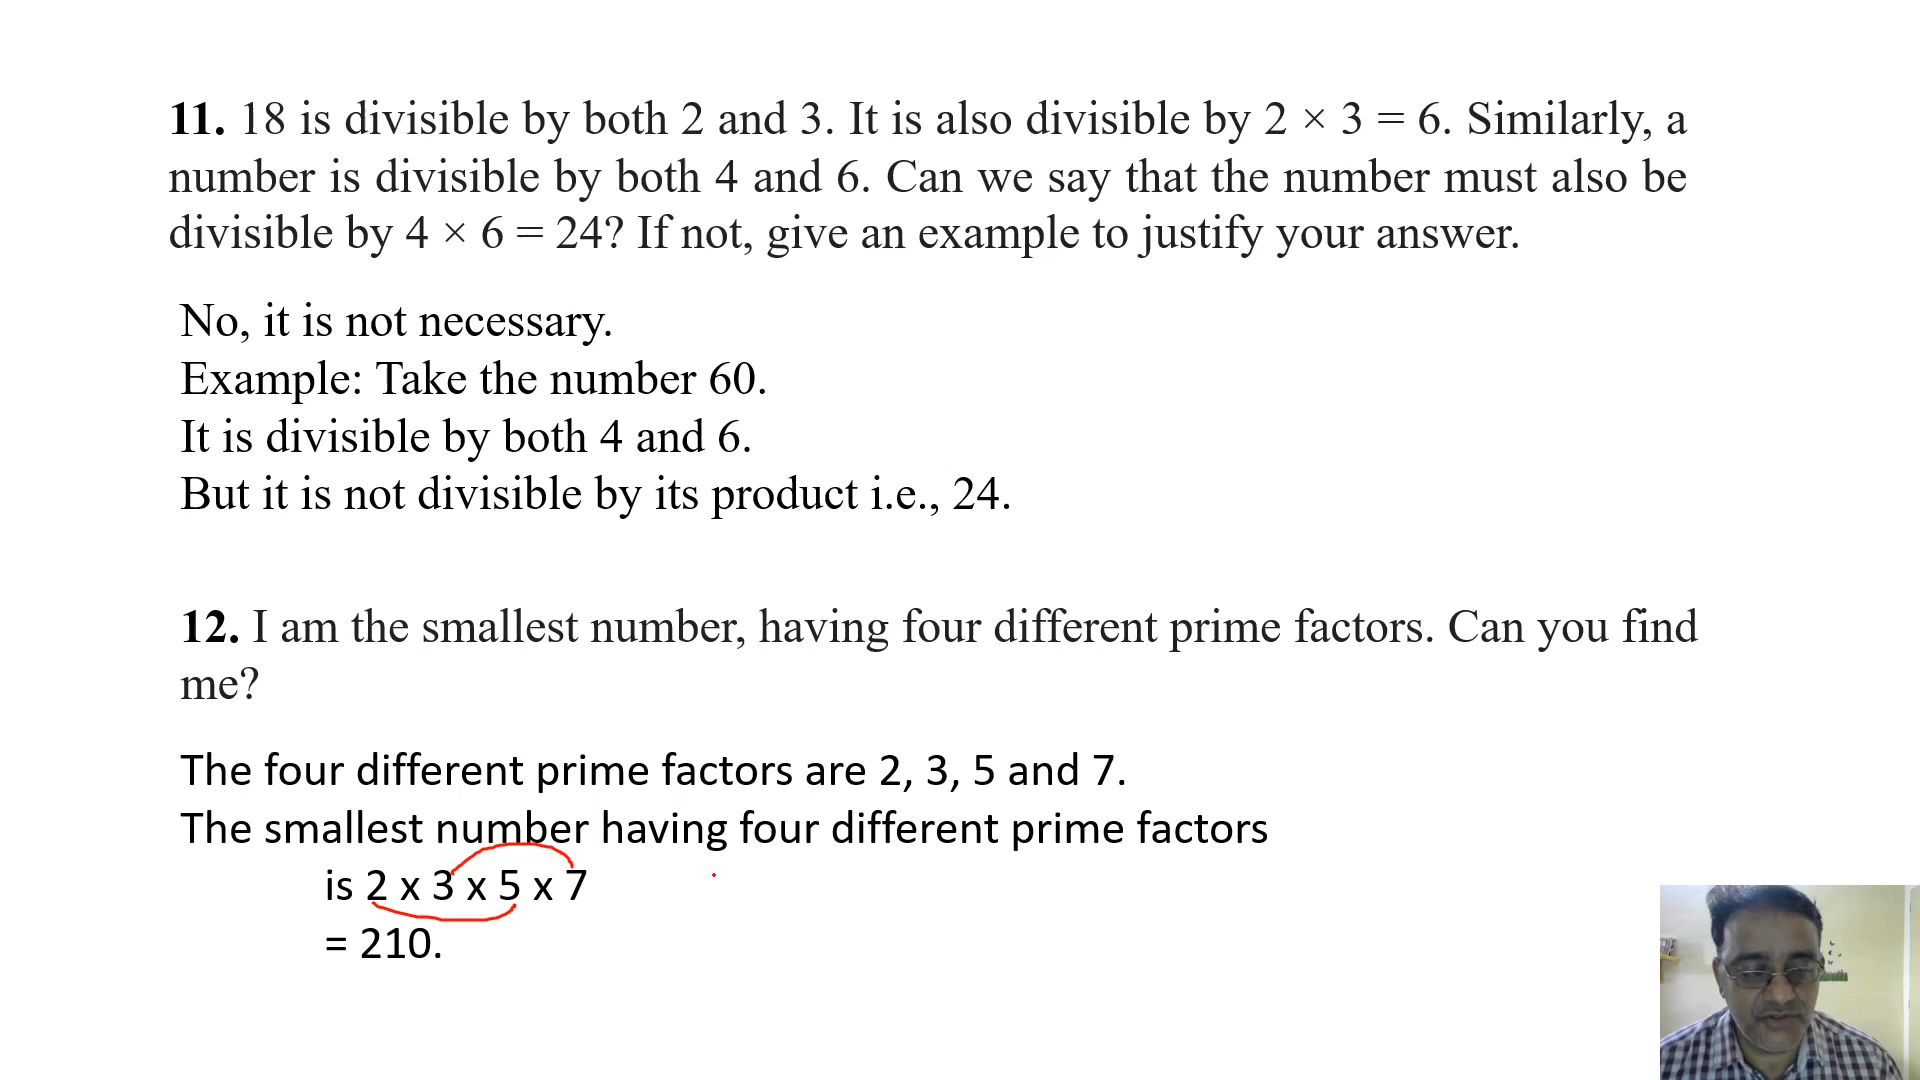 11. 18 is divisible by both 2 and 3. It is also divisible by 2 × 3 = 6. Similarly, a
number is divisible by both 4 and 6. Can we say that the number must also be
divisible by 4 × 6 = 24? If not, give an example to justify your answer.
No, it is not necessary.
Example: Take the number 60.
It is divisible by both 4 and 6.
But it is not divisible by its product i.e., 24.
12. I am the smallest number, having four different prime factors. Can you find
me?
The four different prime factors are 2, 3, 5 and 7.
The smallest number having four different prime factors
is 2 x 3 x 5 x 7
= 210.